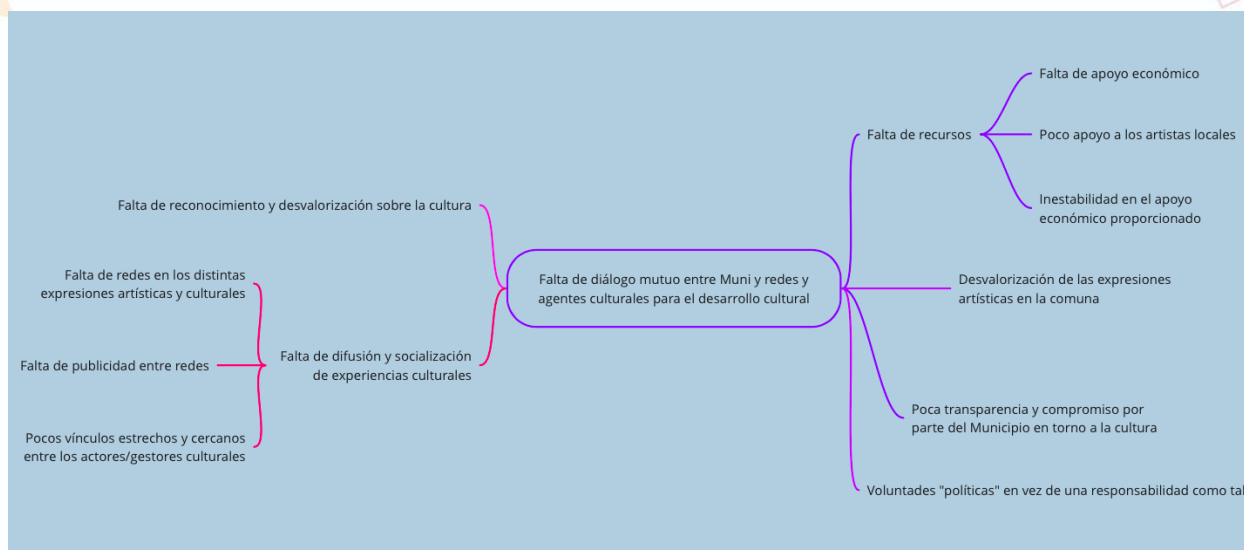 Falta de apoyo económico
Falta de recursos
Poco apoyo a los artistas locales
Inestabilidad en el apoyo
económico proporcionado
Falta de reconocimiento y desvalorización sobre la cultura
Falta de redes en los distintas
expresiones artísticas y culturales
Falta de diálogo mutuo entre Muni y redes y
agentes culturales para el desarrollo cultural
Desvalorización de las expresiones
artísticas en la comuna
Falta de publicidad entre redes
Falta de difusión y socialización
de experiencias culturales
Pocos vínculos estrechos y cercanos
entre los actores/gestores culturales
Poca transparencia y compromiso por
parte del Municipio en torno a la cultura
Voluntades "políticas" en vez de una responsabilidad como tal